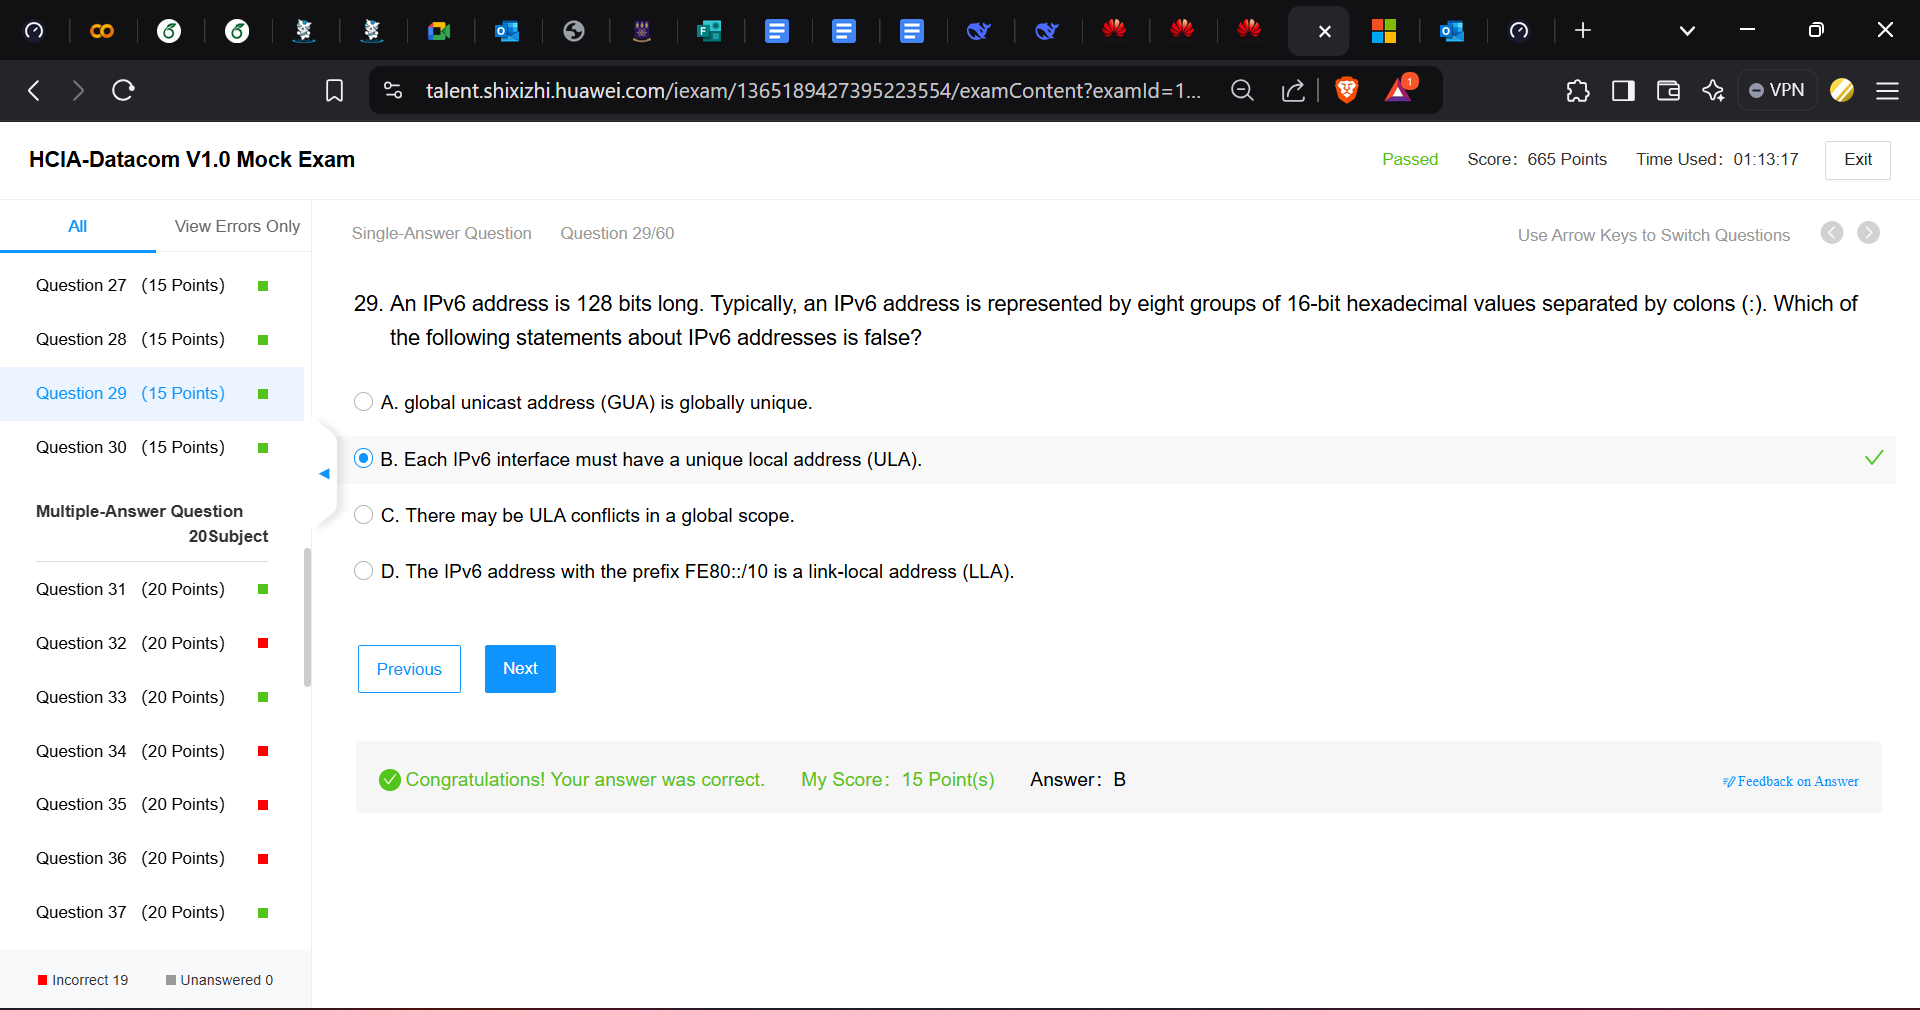 talent.shixizhi.huawei.com/iexam/1365189427395223554/examContent?examId=1...
1
VPN
HCIA-Datacom V1.0 Mock Exam
Passed
Score: 665 Points
Time Used: 01:13:17
Exit
All
View Errors Only
Single-Answer Question
Question 29/60
Use Arrow Keys to Switch Questions
Question 27 (15 Points)
Question 28 (15 Points)
Question 29 (15 Points)
Question 30 (15 Points)
Multiple-Answer Question
20Subject
Question 31 (20 Points)
Question 32 (20 Points)
Question 33 (20 Points)
Question 34 (20 Points)
Question 35 (20 Points)
Question 36 (20 Points)
Question 37 (20 Points)
Incorrect 19
Unanswered 0
29. An IPv6 address is 128 bits long. Typically, an IPv6 address is represented by eight groups of 16-bit hexadecimal values separated by colons (:). Which of
the following statements about IPv6 addresses is false?
A. global unicast address (GUA) is globally unique.
B. Each IPv6 interface must have a unique local address (ULA).
C. There may be ULA conflicts in a global scope.
D. The IPv6 address with the prefix FE80::/10 is a link-local address (LLA).
Previous
Next
Congratulations! Your answer was correct.
My Score: 15 Point(s)
Answer: B
Feedback on Answer